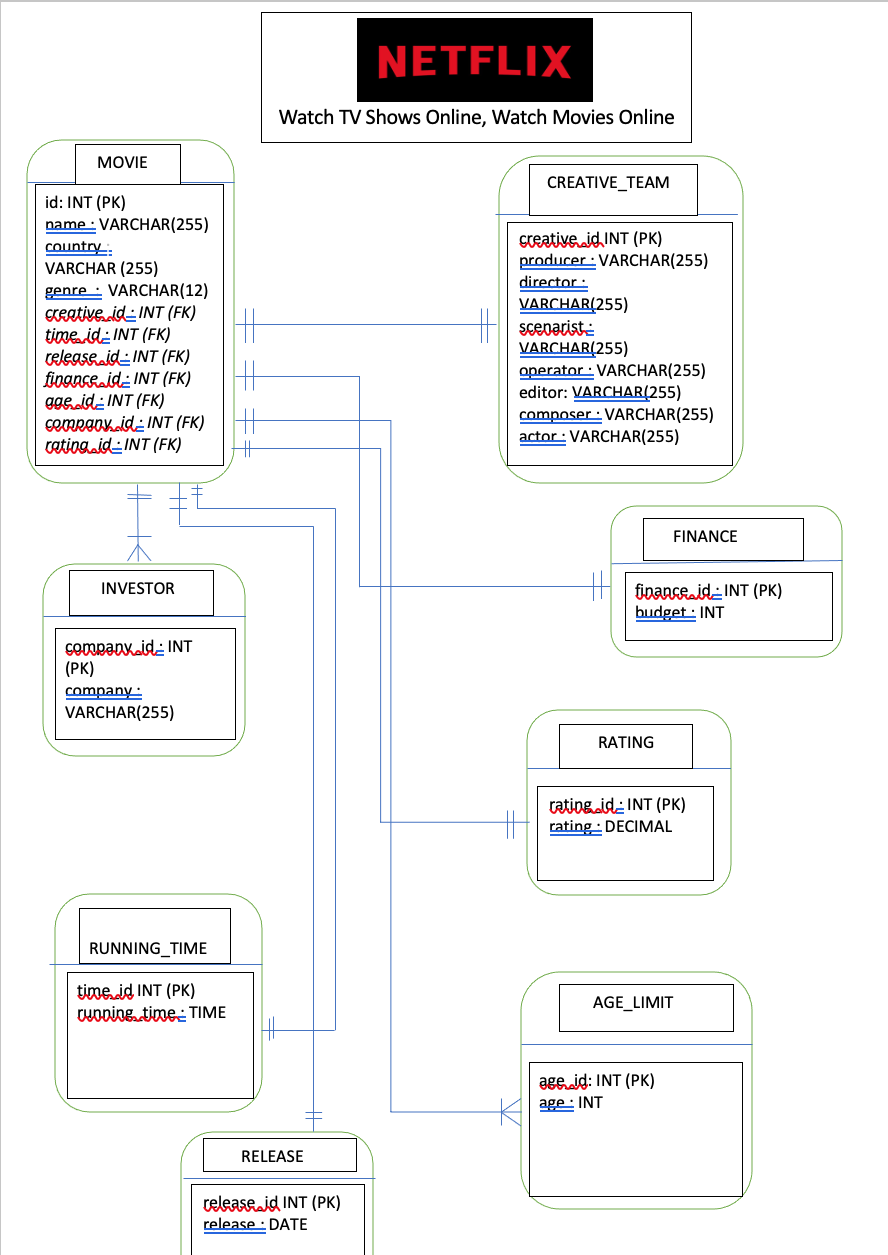 NETFLIX
Watch TV Shows Online, Watch Movies Online
MOVIE
id: INT (PK)
name : VARCHAR(255)
country :
VARCHAR (255)
genre : VARCHAR(12)
creative_id : INT (FK)
time_id : INT (FK)
release_id : INT (FK)
finance_id : INT (FK)
age_id : INT (FK)
company_id : INT (FK)
rating_id : INT (FK)
CREATIVE_TEAM
creative_id INT (PK)
producer : VARCHAR(255)
director :
VARCHAR(255)
scenarist :
VARCHAR(255)
operator : VARCHAR(255)
editor: VARCHAR(255)
composer : VARCHAR(255)
actor : VARCHAR(255)
FINANCE
finance_id : INT (PK)
budget : INT
INVESTOR
company_id : INT
(PK)
company :
VARCHAR(255)
RATING
rating_id : INT (PK)
rating : DECIMAL
RUNNING_TIME
time_id INT (PK)
running_time : TIME
AGE_LIMIT
age_id: INT (PK)
age : INT
RELEASE
release_id INT (PK)
release : DATE